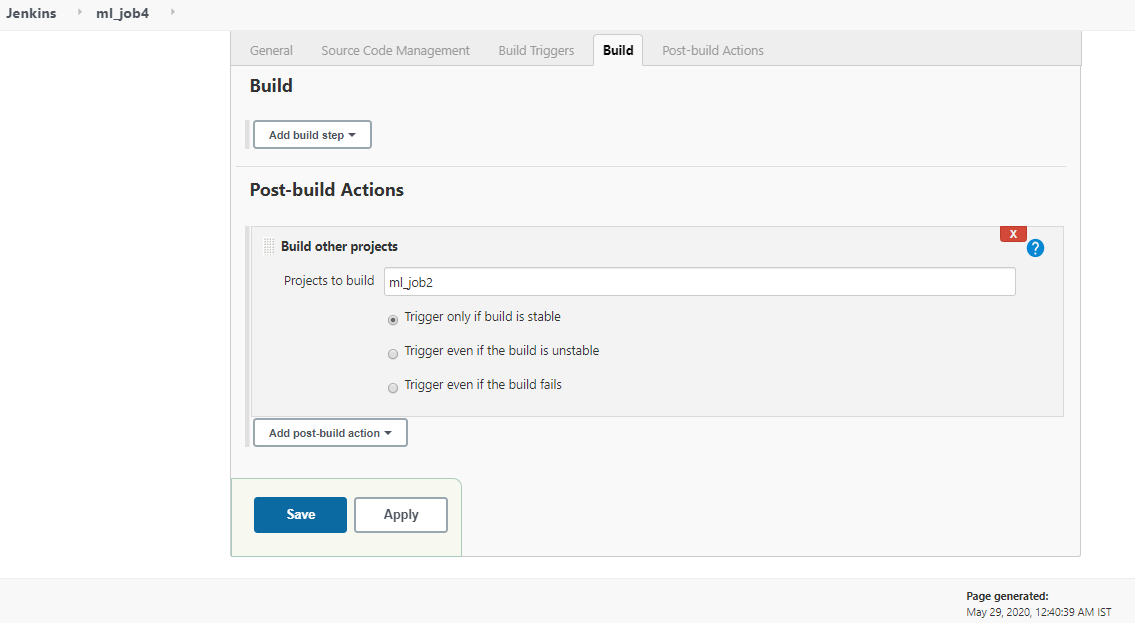 Jenkins ml_job4
General Source Code Management Build Triggers Build Post-build Actions
Build
Add build step
Post-build Actions
X
Build other projects
?
Projects to build ml_job2
Trigger only if build is stable
Trigger even if the build is unstable
Trigger even if the build fails
Add post-build action
Save Apply
Page generated:
May 29, 2020, 12:40:39 AM IST